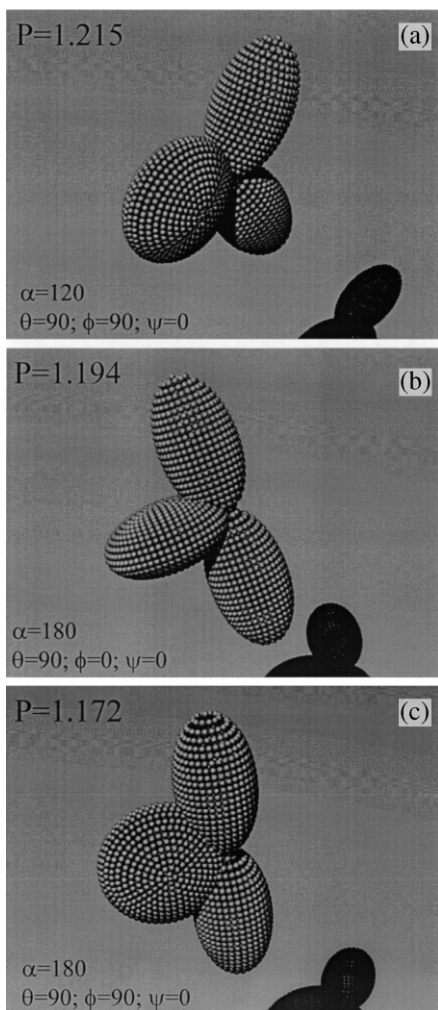 P=1.215
(a)
α=120
θ=90; ϕ=90; ψ=0
P=1.194
(b)
α=180
θ=90; ϕ=0; ψ=0
P=1.172
(c)
α=180
θ=90; ϕ=90; ψ=0